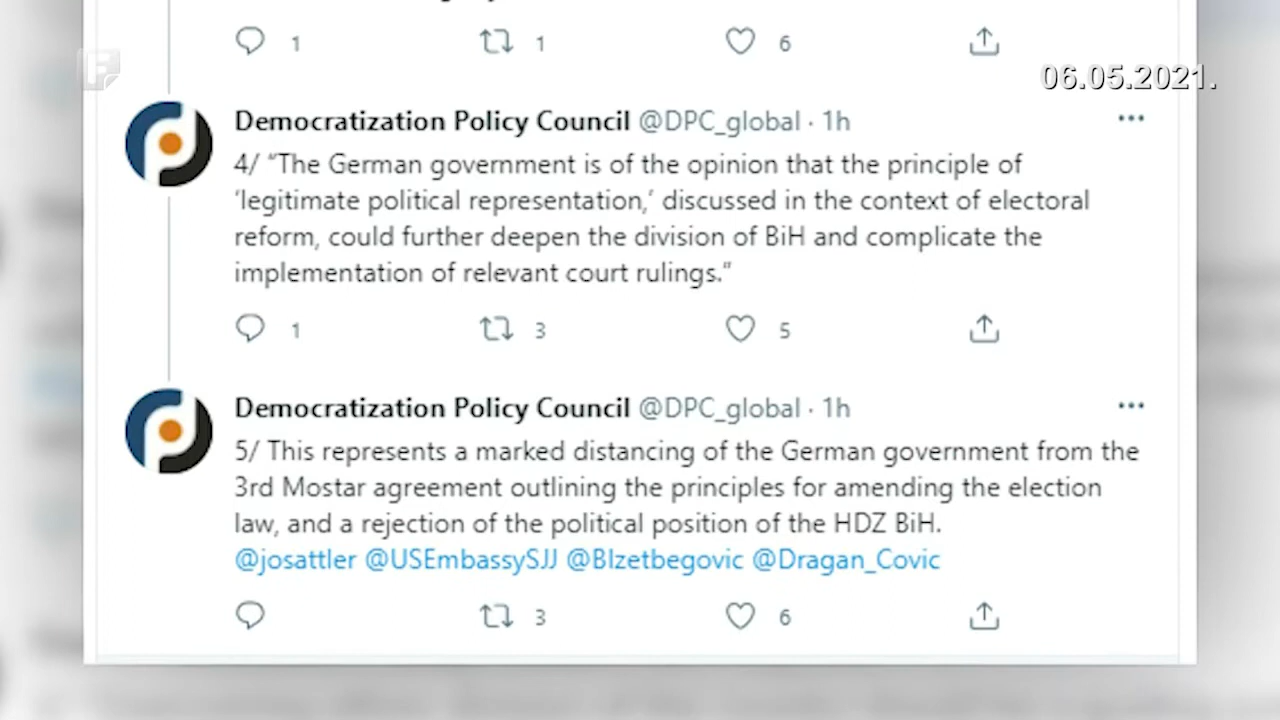 1 1 6
06.05.2021.
Democratization Policy Council @DPC_global · 1h
4/ “The German government is of the opinion that the principle of
‘legitimate political representation,’ discussed in the context of electoral
reform, could further deepen the division of BiH and complicate the
implementation of relevant court rulings.”
1 3 5
Democratization Policy Council @DPC_global · 1h
5/ This represents a marked distancing of the German government from the
3rd Mostar agreement outlining the principles for amending the election
law, and a rejection of the political position of the HDZ BiH.
@josattler @USEmbassySJJ @BIzetbegovic @Dragan_Covic
3 6